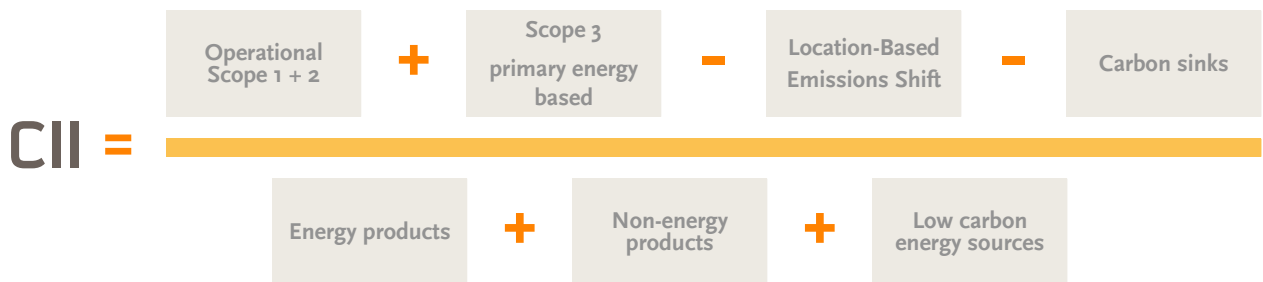 Operational
Scope 1 + 2
+
Scope 3
primary energy
based
-
Location-Based
Emissions Shift
-
Carbon sinks
CII =
Energy products
+
Non-energy
products
+
Low carbon
energy sources